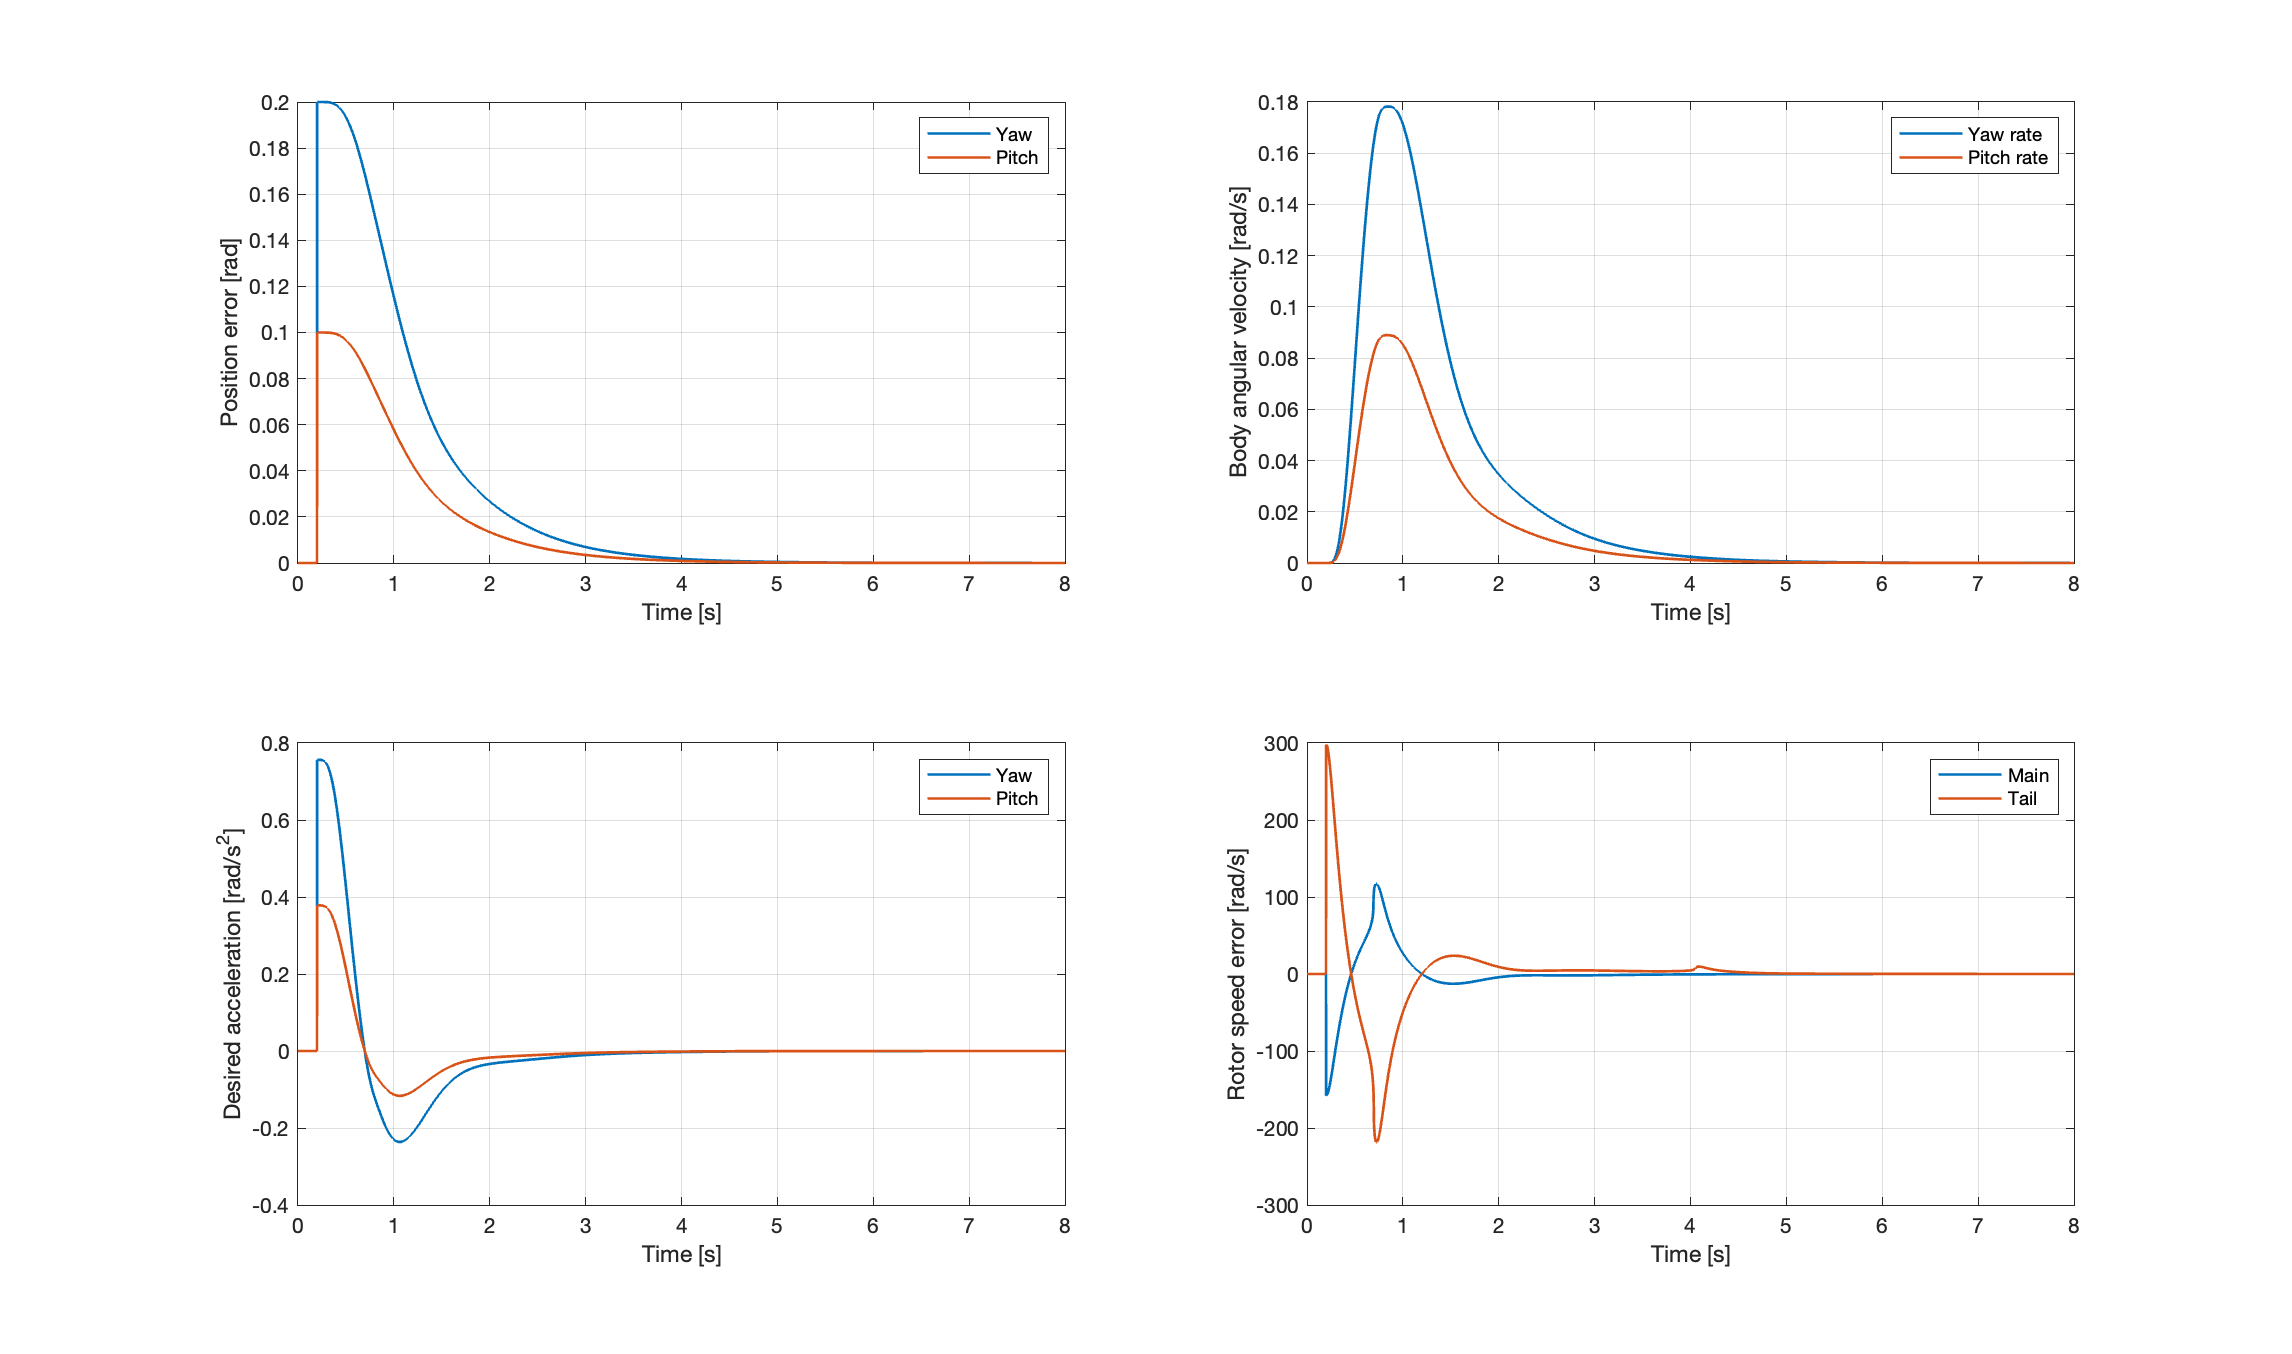 0.2
0.18
0.16
0.14
0.12
0.1
0.08
0.06
0.04
0.02
0
Position error [rad]
Yaw
Pitch
0 1 2 3 4 5 6 7 8
Time [s]
0.18
0.16
0.14
0.12
0.1
0.08
0.06
0.04
0.02
0
Body angular velocity [rad/s]
Yaw rate
Pitch rate
0 1 2 3 4 5 6 7 8
Time [s]
0.8
0.6
0.4
0.2
0
-0.2
-0.4
Desired acceleration [rad/s²]
Yaw
Pitch
0 1 2 3 4 5 6 7 8
Time [s]
300
200
100
0
-100
-200
-300
Rotor speed error [rad/s]
Main
Tail
0 1 2 3 4 5 6 7 8
Time [s]